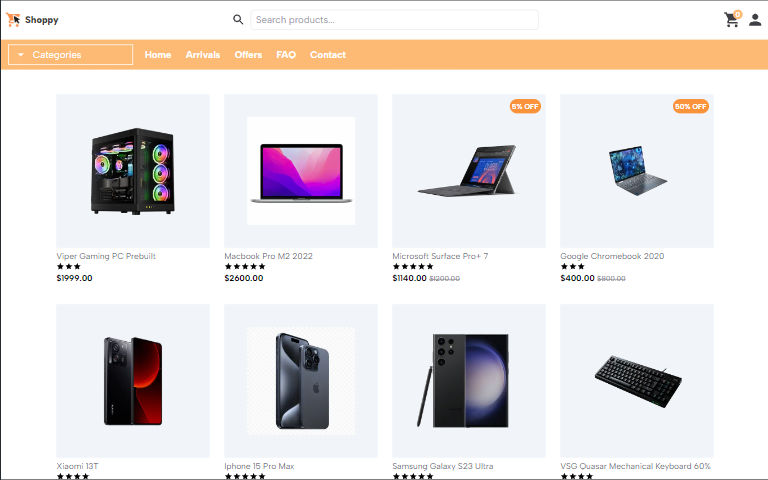 Shoppy
Search products...
0
Categories
Home
Arrivals
Offers
FAQ
Contact
5% OFF
50% OFF
Viper Gaming PC Prebuilt
Macbook Pro M2 2022
Microsoft Surface Pro+ 7
Google Chromebook 2020
$1999.00
$2600.00
$1140.00 $1200.00
$400.00 $800.00
Xiaomi 13T
Iphone 15 Pro Max
Samsung Galaxy S23 Ultra
VSG Quasar Mechanical Keyboard 60%